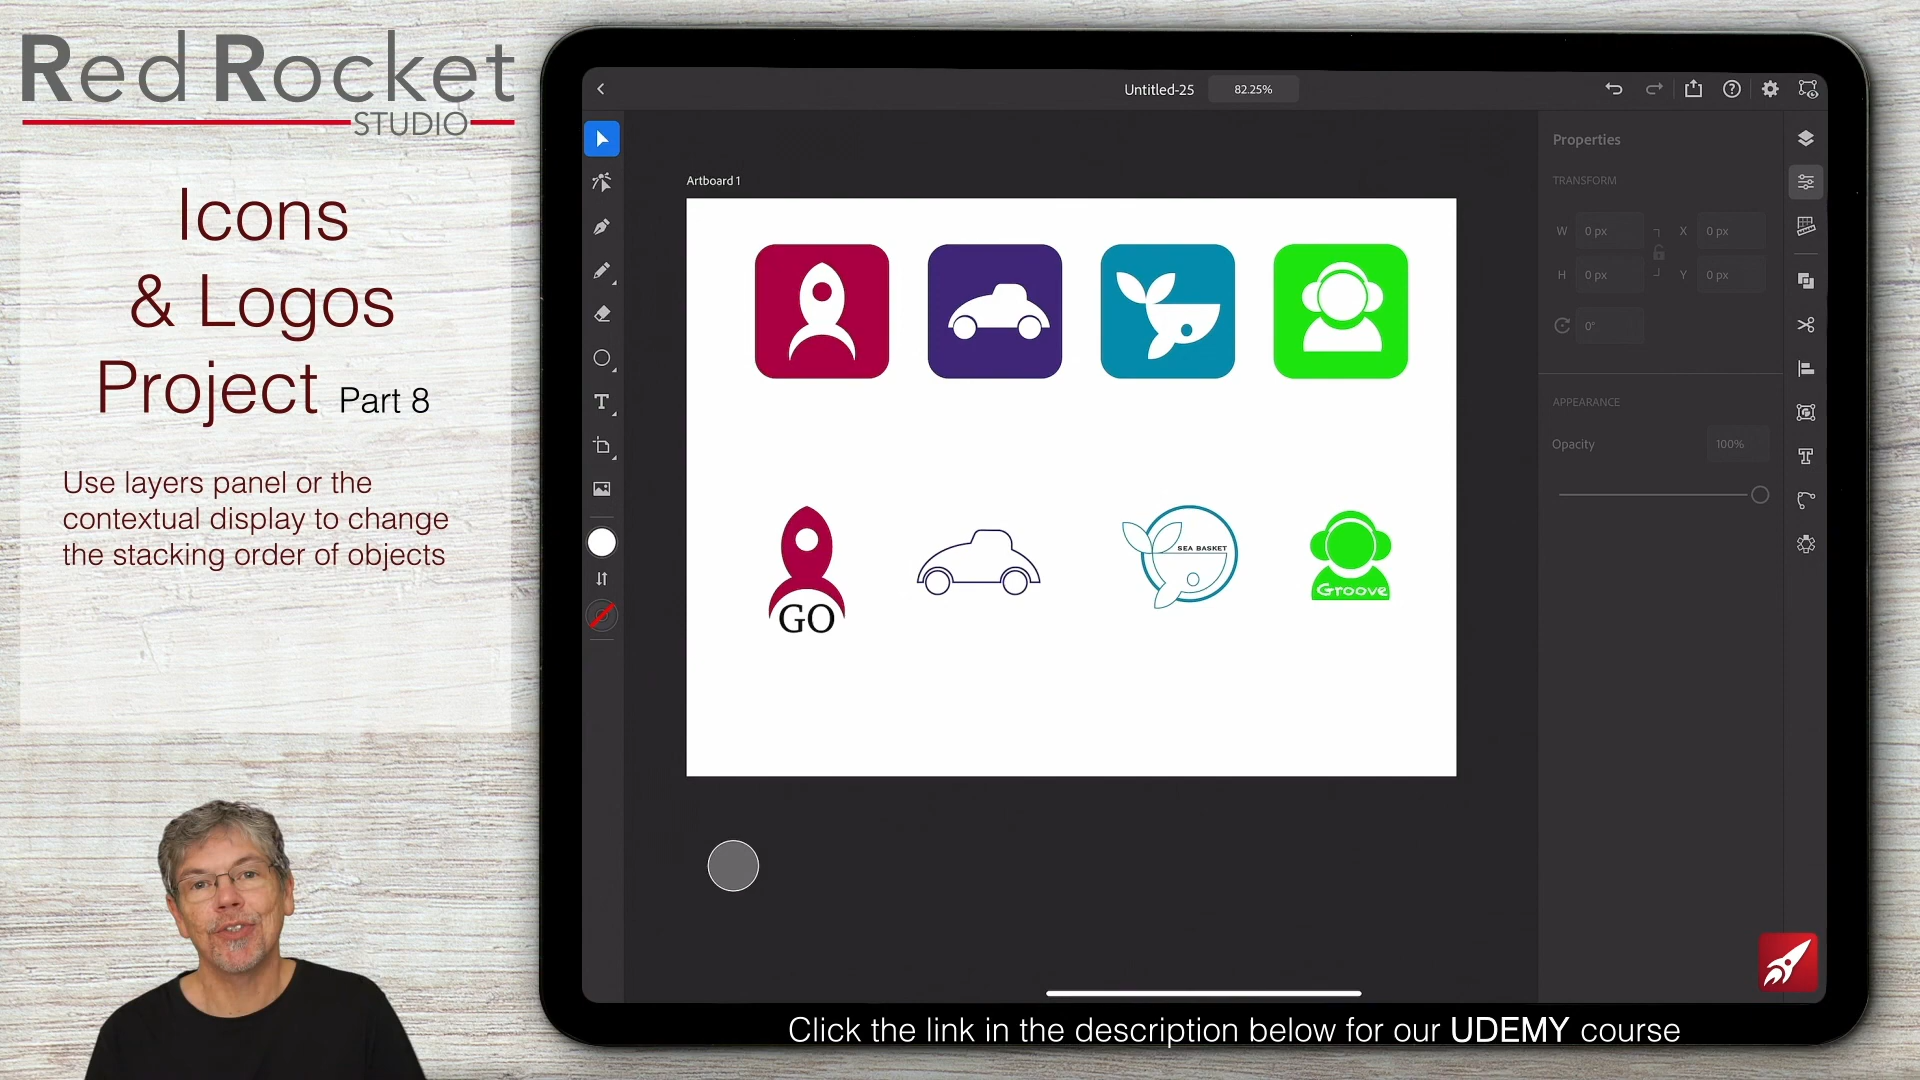 Red Rocket
STUDIO
Icons
& Logos
Project Part 8
Use layers panel or the
contextual display to change
the stacking order of objects
Untitled-25
82.25%
Artboard 1
GO
SEA BASKET
Groove
Properties
TRANSFORM
W 0 px X 0 px
H 0 px Y 0 px
0°
APPEARANCE
Opacity 100%
Click the link in the description below for our UDEMY course